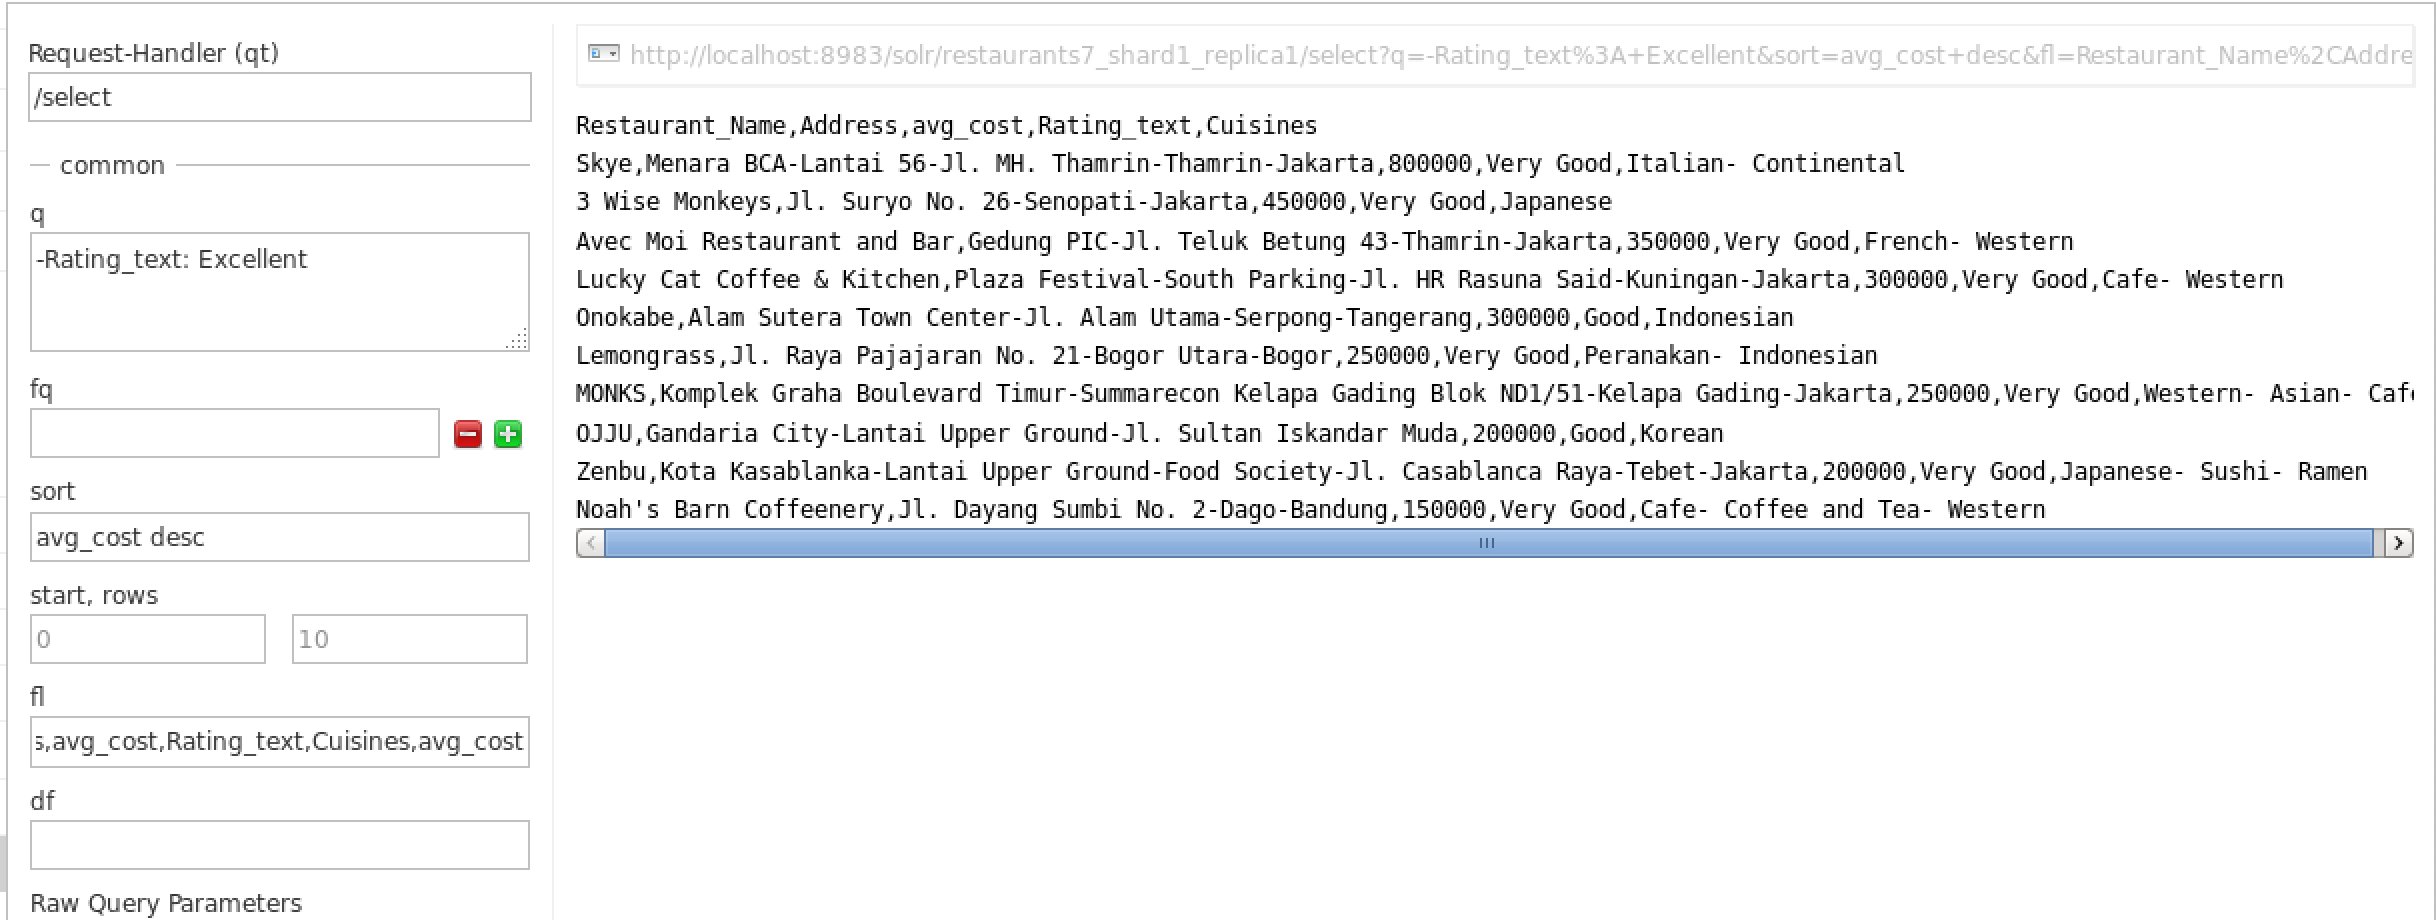 Request-Handler (qt)
/select
common
q
-Rating_text: Excellent
fq
sort
avg_cost desc
start, rows
0
10
fl
s,avg_cost,Rating_text,Cuisines,avg_cost
df
Raw Query Parameters
http://localhost:8983/solr/restaurants7_shard1_replica1/select?q=-Rating_text%3A+Excellent&sort=avg_cost+desc&fl=Restaurant_Name%2CAddre
Restaurant_Name,Address,avg_cost,Rating_text,Cuisines
Skye,Menara BCA-Lantai 56-Jl. MH. Thamrin-Thamrin-Jakarta,800000,Very Good,Italian- Continental
3 Wise Monkeys,Jl. Suryo No. 26-Senopati-Jakarta,450000,Very Good,Japanese
Avec Moi Restaurant and Bar,Gedung PIC-Jl. Teluk Betung 43-Thamrin-Jakarta,350000,Very Good,French- Western
Lucky Cat Coffee & Kitchen,Plaza Festival-South Parking-Jl. HR Rasuna Said-Kuningan-Jakarta,300000,Very Good,Cafe- Western
Onokabe,Alam Sutera Town Center-Jl. Alam Utama-Serpong-Tangerang,300000,Good,Indonesian
Lemongrass,Jl. Raya Pajajaran No. 21-Bogor Utara-Bogor,250000,Very Good,Peranakan- Indonesian
MONKS,Komplek Graha Boulevard Timur-Summarecon Kelapa Gading Blok ND1/51-Kelapa Gading-Jakarta,250000,Very Good,Western- Asian- Cafe
OJJU,Gandaria City-Lantai Upper Ground-Jl. Sultan Iskandar Muda,200000,Good,Korean
Zenbu,Kota Kasablanka-Lantai Upper Ground-Food Society-Jl. Casablanca Raya-Tebet-Jakarta,200000,Very Good,Japanese- Sushi- Ramen
Noah's Barn Coffeenery,Jl. Dayang Sumbi No. 2-Dago-Bandung,150000,Very Good,Cafe- Coffee and Tea- Western